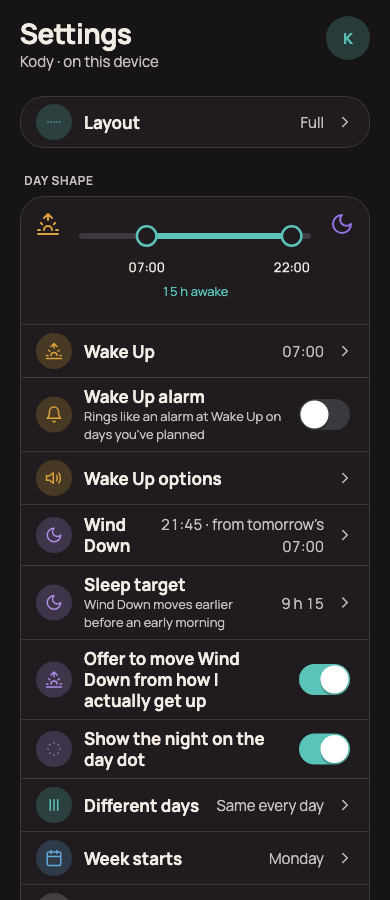 Settings
Kody · on this device
K
Layout
Full
DAY SHAPE
07:00
22:00
15 h awake
Wake Up
07:00
Wake Up alarm
Rings like an alarm at Wake Up on
days you've planned
Wake Up options
Wind
Down
21:45 · from tomorrow's
07:00
Sleep target
Wind Down moves earlier
before an early morning
9 h 15
Offer to move Wind
Down from how I
actually get up
Show the night on the
day dot
Different days
Same every day
Week starts
Monday